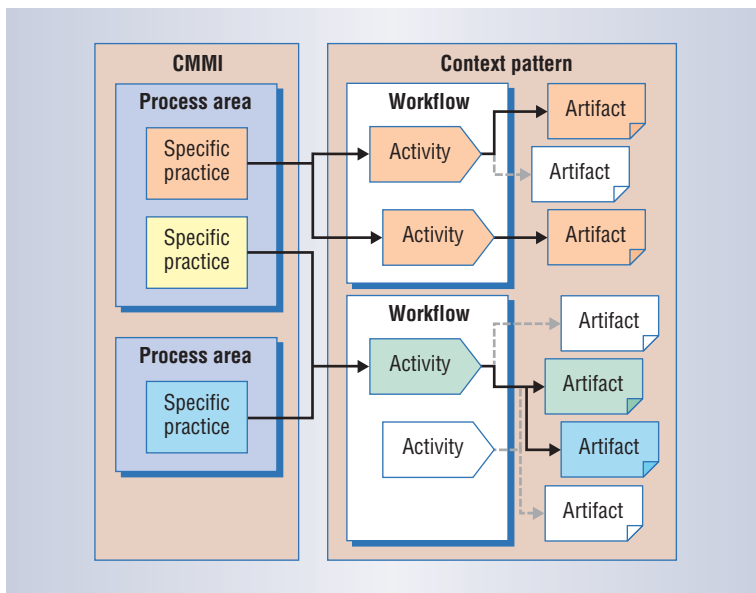 CMMI
Process area
Specific
practice
Specific
practice
Process area
Specific
practice
Context pattern
Workflow
Activity
Artifact
Artifact
Activity
Artifact
Workflow
Artifact
Activity
Artifact
Activity
Artifact
Artifact